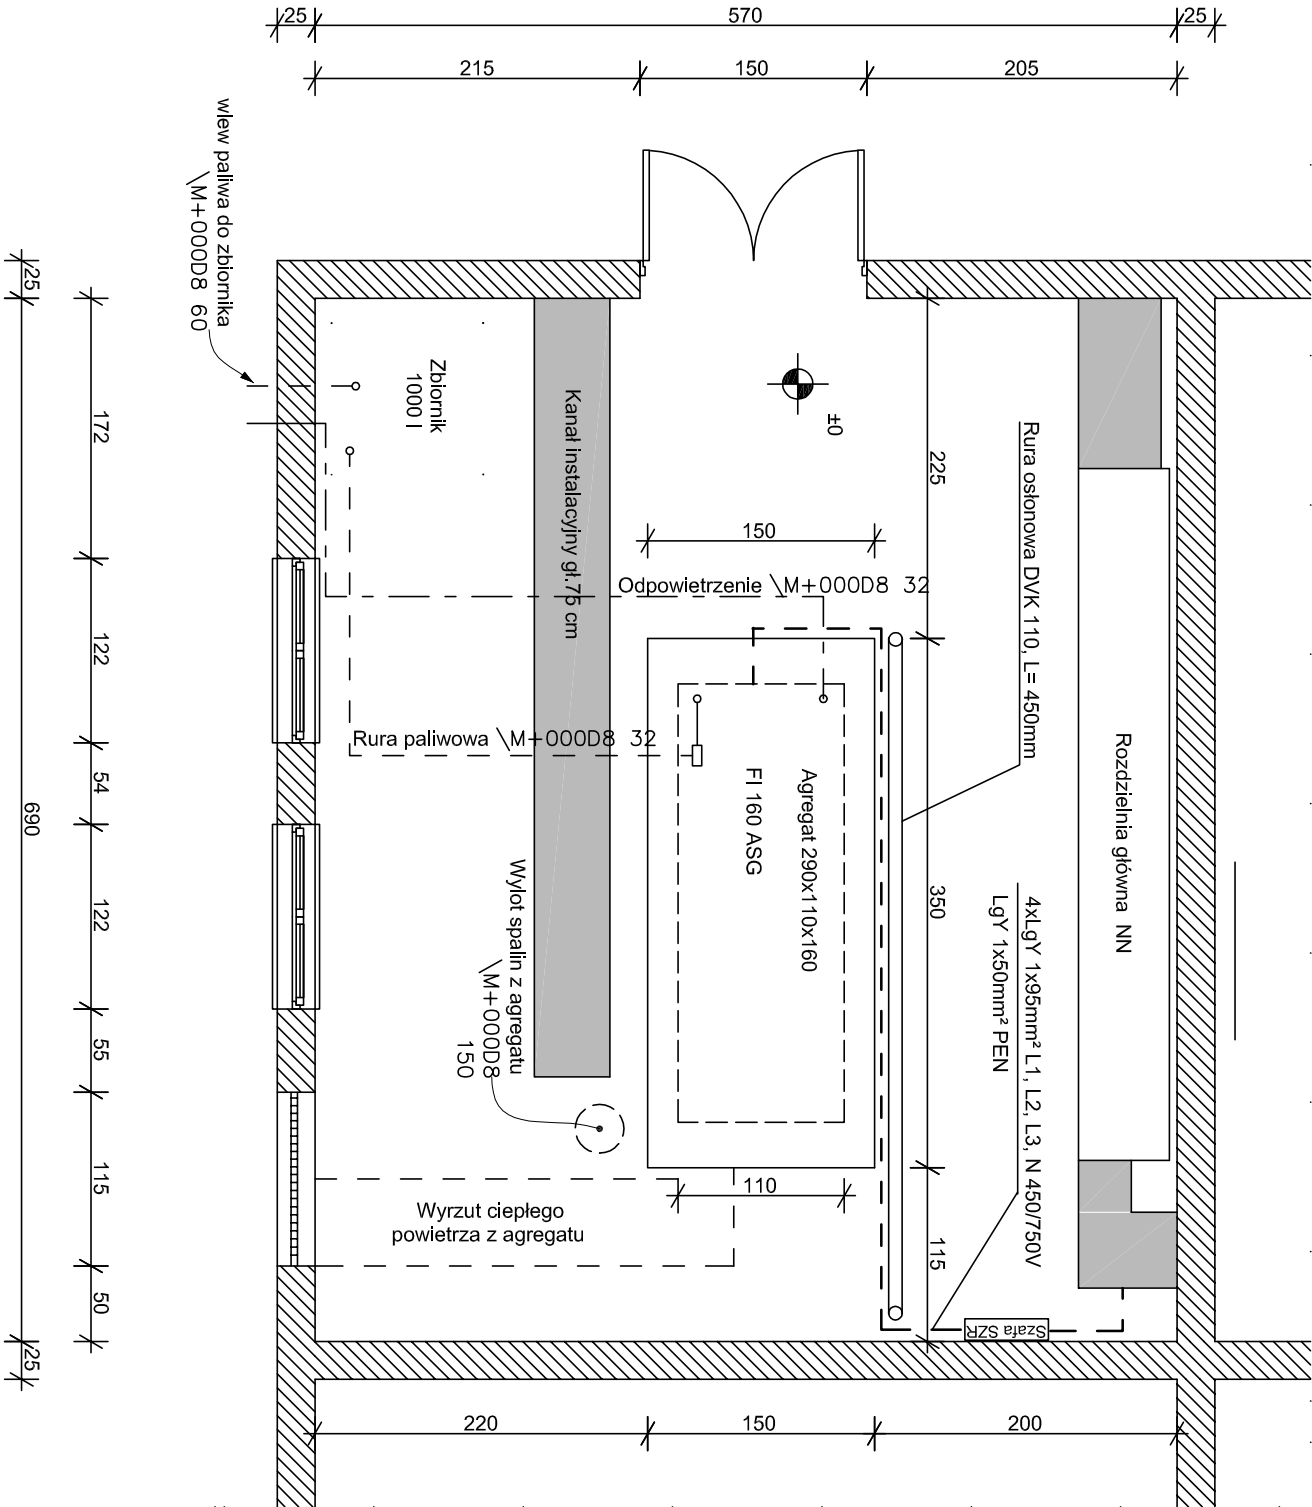 25
570
25
215
150
205
wlew paliwa do zbiornika
\M+000D8 60
25
690
25
172
122
54
122
55
115
50
Zbiornik
1000 l
Kanał instalacyjny gł.75 cm
±0
225
350
115
150
Odpowietrzenie \M+000D8 32
Rura paliwowa \M+000D8 32
Agregat 290x110x160
FI 160 ASG
Rura osłonowa DVK 110, L= 450mm
Rozdzielnia główna NN
4xLgY 1x95mm² L1, L2, L3, N 450/750V
LgY 1x50mm² PEN
Wylot spalin z agregatu
\M+000D8
150
110
Wyrzut ciepłego
powietrza z agregatu
Szafa SZR
220
150
200